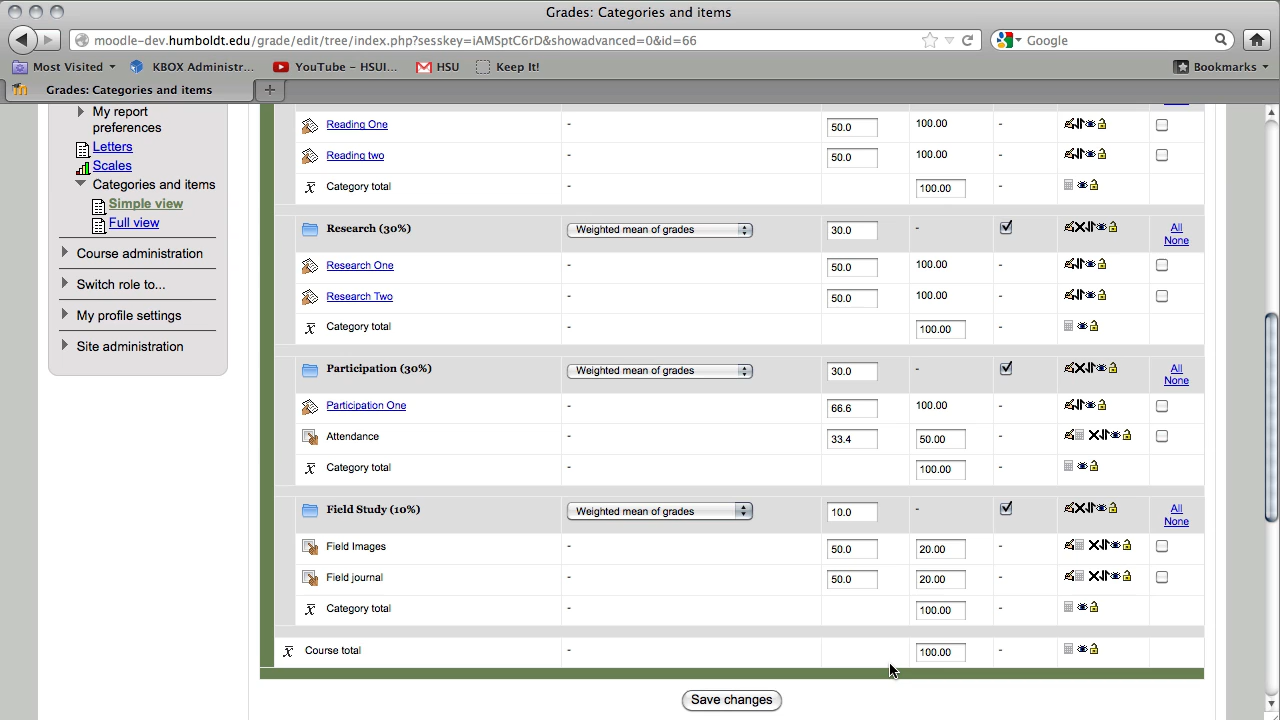 Grades: Categories and items
moodle-dev.humboldt.edu/grade/edit/tree/index.php?sesskey=iAMSptC6rD&showadvanced=0&id=66
Google
Most Visited
KBOX Administr...
YouTube - HSUI...
HSU
Keep It!
Bookmarks
Grades: Categories and items
My report
preferences
Letters
Scales
Categories and items
Simple view
Full view
Course administration
Switch role to...
My profile settings
Site administration
Reading One - 50.0 100.00 -
Reading two - 50.0 100.00 -
x̅ Category total - 100.00
Research (30%) Weighted mean of grades 30.0 - All
None
Research One - 50.0 100.00 -
Research Two - 50.0 100.00 -
x̅ Category total - 100.00
Participation (30%) Weighted mean of grades 30.0 - All
None
Participation One - 66.6 100.00 -
Attendance - 33.4 50.00 -
x̅ Category total - 100.00
Field Study (10%) Weighted mean of grades 10.0 - All
None
Field Images - 50.0 20.00 -
Field journal - 50.0 20.00 -
x̅ Category total - 100.00
x̅ Course total - 100.00 -
Save changes